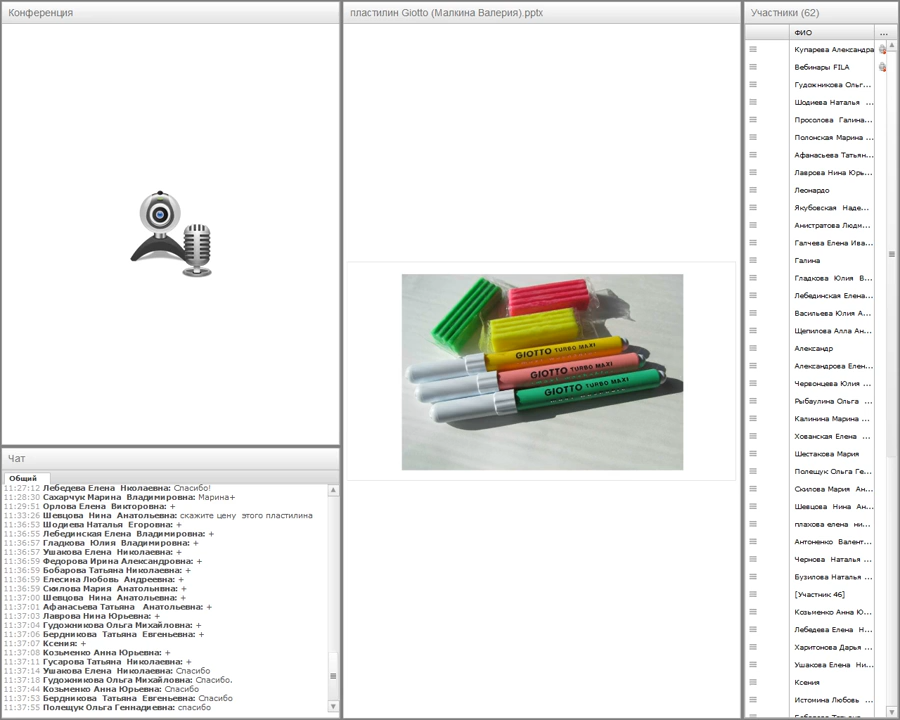 Конференция
пластилин Giotto (Малкина Валерия).pptx
Участники (62)
ФИО
...
Купарева Александра
Вебинары FILA
Гудожникова Ольг...
Шодиева Наталья ...
Просолова Галина...
Полонская Марина ...
Афанасьева Татьян...
Лаврова Нина Юрь...
Леонардо
Якубовская Наде...
Анистратова Людм...
Галчева Елена Ива...
Галина
Гладкова Юлия В...
Лебединская Елена...
Васильева Юлия А...
Щепилова Алла Ан...
Александр
Александрова Елен...
Червонцева Юлия ...
Рыбаулина Ольга ...
Калинина Марина ...
Хованская Елена ...
Шестакова Мария
Полещук Ольга Ге...
Скилова Мария Ан...
Шевцова Нина Ан...
плахова елена ни...
Антоненко Валент...
Чернова Наталья ...
Бузилова Наталья ...
[Участник 46]
Козьменко Анна Ю...
Лебедева Елена Н...
Харитонова Дарья ...
Ушакова Елена Ни...
Ксения
Истомина Любовь ...
GIOTTO TURBO MAXI
GIOTTO TURBO MAXI
GIOTTO TURBO MAXI
Чат
Общий
11:27:12 Лебедева Елена Нколаевна: Спасибо!
11:28:30 Сахарчук Марина Владимировна: Марина+
11:29:51 Орлова Елена Викторовна: +
11:33:26 Шевцова Нина Анатольевна: скажите цену этого пластилина
11:36:53 Шодиева Наталья Егоровна: +
11:36:55 Лебединская Елена Владимировна: +
11:36:57 Гладкова Юлия Владимировна: +
11:36:57 Ушакова Елена Николаевна: +
11:36:59 Федорова Ирина Александровна: +
11:36:59 Бобарова Татьяна Николаевна: +
11:36:59 Елесина Любовь Андреевна: +
11:36:59 Скилова Мария Анатольнвна: +
11:37:00 Шевцова Нина Анатольевна: +
11:37:01 Афанасьева Татьяна Анатольевна: +
11:37:03 Лаврова Нина Юрьевна: +
11:37:04 Гудожникова Ольга Михайловна: +
11:37:06 Бердникова Татьяна Евгеньевна: +
11:37:07 Ксения: +
11:37:08 Козьменко Анна Юрьевна: +
11:37:11 Гусарова Татьяна Николаевна: +
11:37:14 Ушакова Елена Николаевна: Спасибо
11:37:18 Гудожникова Ольга Михайловна: Спасибо.
11:37:44 Козьменко Анна Юрьевна: Спасибо
11:37:53 Бердникова Татьяна Евгеньевна: Спасибо
11:37:55 Полещук Ольга Геннадиевна: спасибо